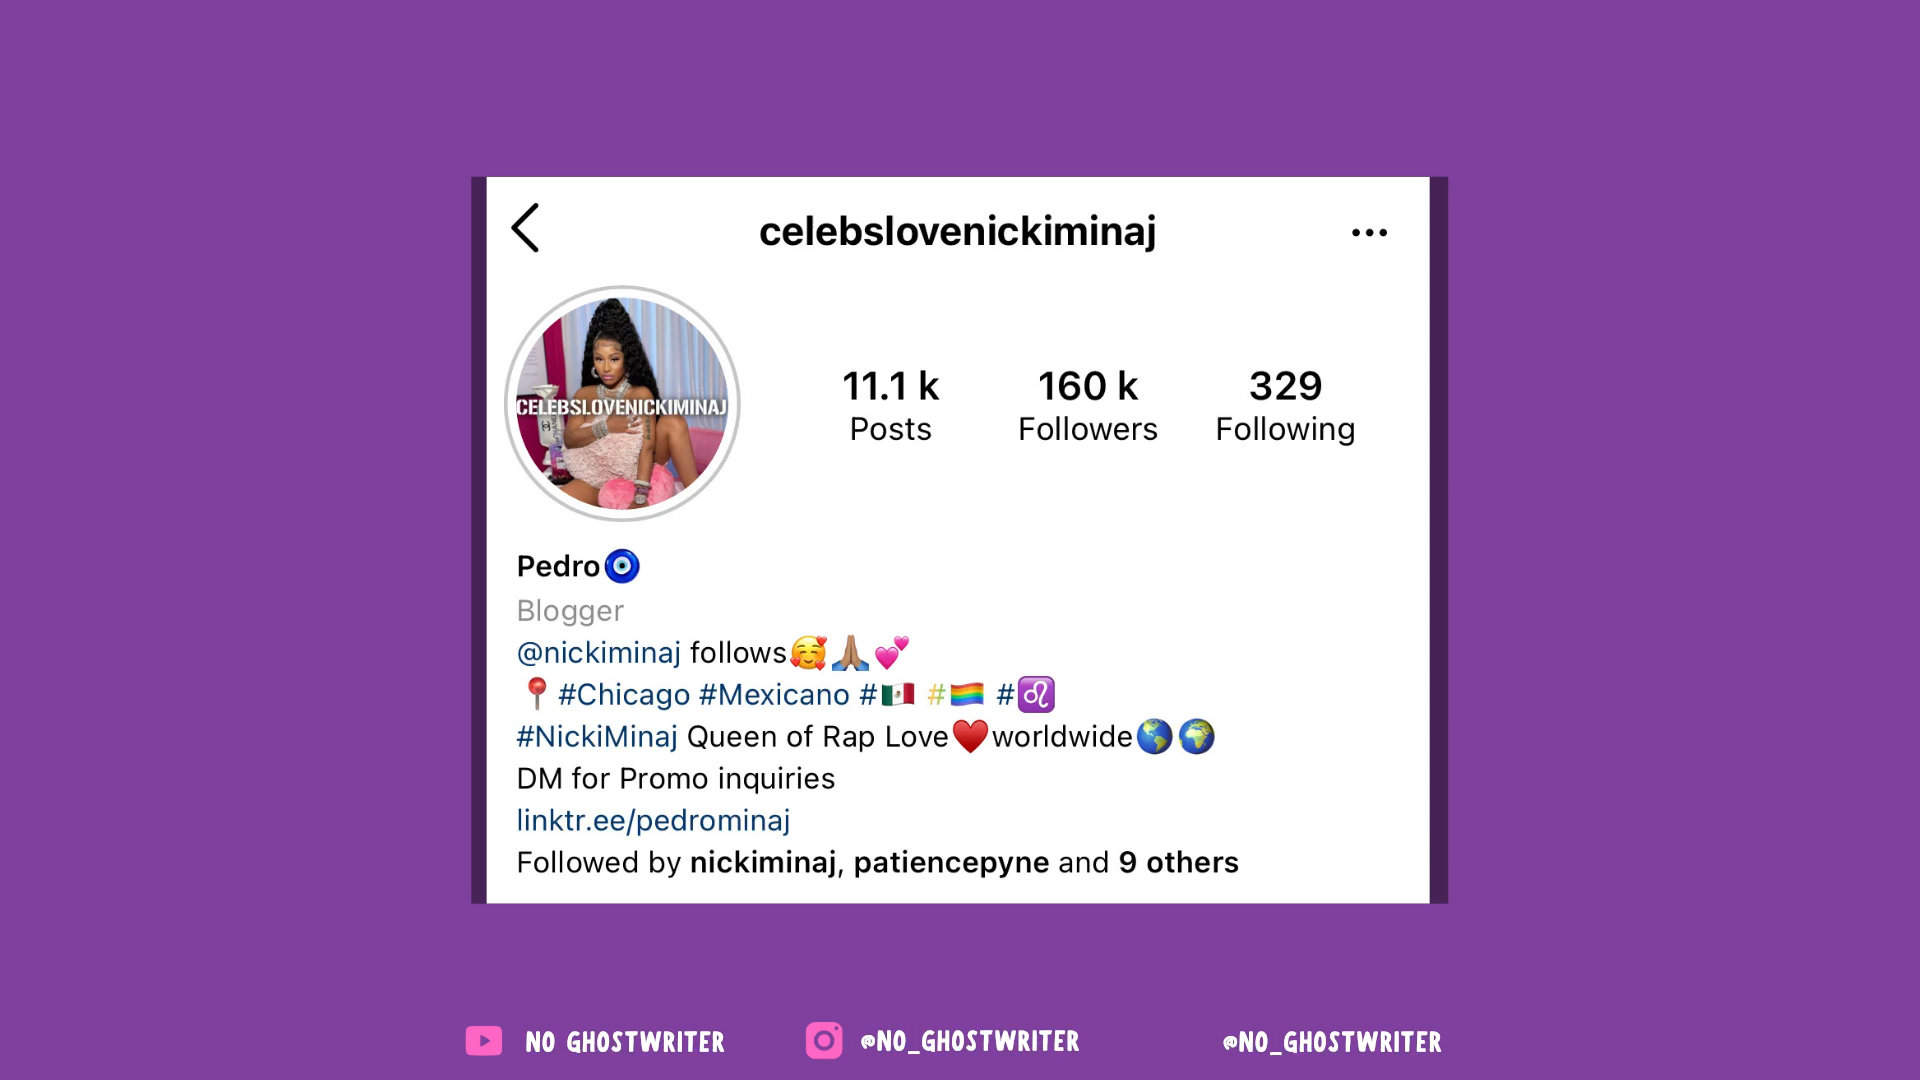 celebslovenickiminaj
CELEBSLOVENICKIMINAJ
11.1 k 160 k 329
Posts Followers Following
Pedro🧿
Blogger
@nickiminaj follows🥰🙏🏽💕
📍#Chicago #Mexicano #🇲🇽 #🏳️‍🌈 #♌
#NickiMinaj Queen of Rap Love♥️worldwide🌎🌍
DM for Promo inquiries
linktr.ee/pedrominaj
Followed by nickiminaj, patiencepyne and 9 others
NO GHOSTWRITER @NO_GHOSTWRITER @NO_GHOSTWRITER